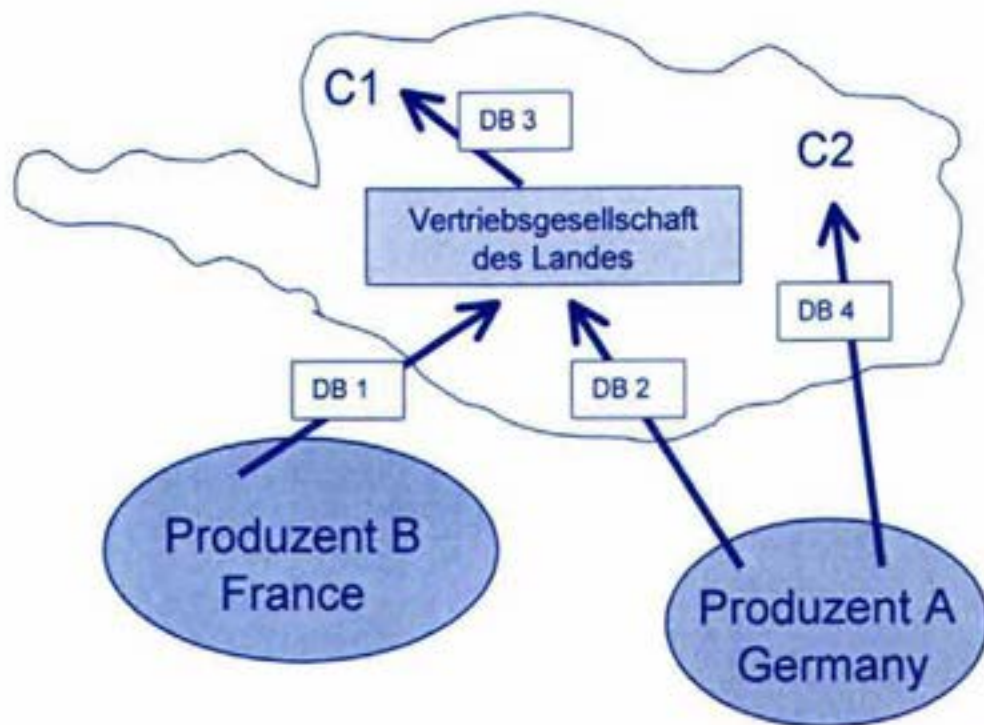 C1
DB 3
C2
Vertriebsgesellschaft
des Landes
DB 4
DB 1
DB 2
Produzent B
France
Produzent A
Germany